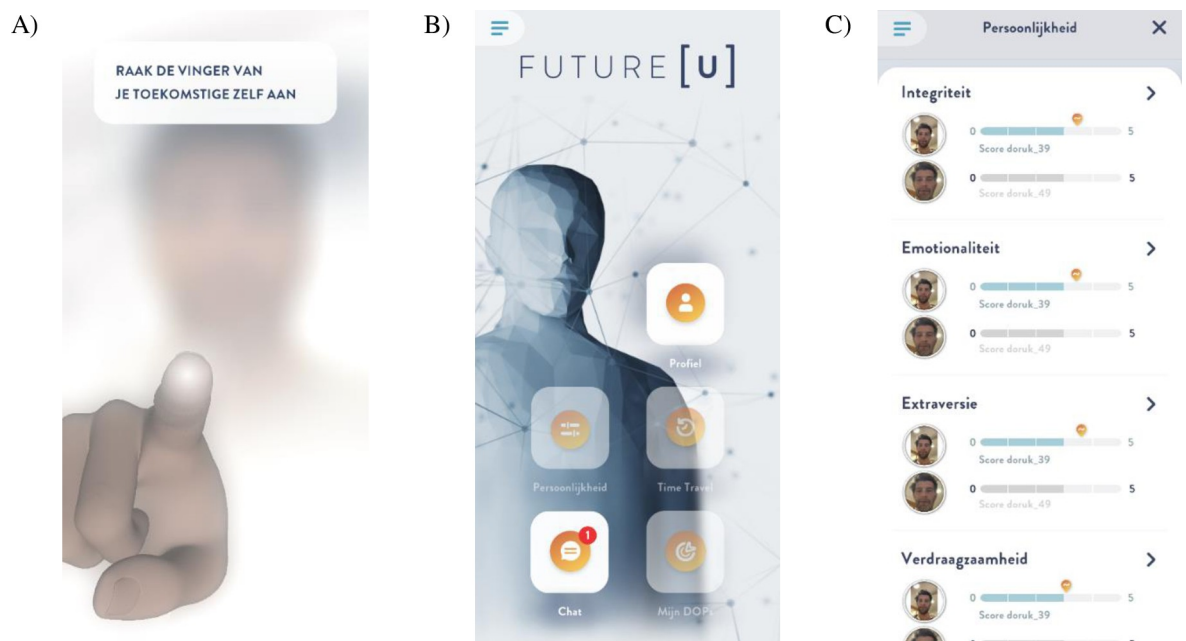 A)
RAAK DE VINGER VAN
JE TOEKOMSTIGE ZELF AAN
B)
FUTURE [U]
Profiel
Persoonlijkheid
Time Travel
1
Chat
Mijn DOPs
C)
Persoonlijkheid
Integriteit
0 5
Score doruk_39
0 5
Score doruk_49
Emotionaliteit
0 5
Score doruk_39
0 5
Score doruk_49
Extraversie
0 5
Score doruk_39
0 5
Score doruk_49
Verdraagzaamheid
0 5
Score doruk_39